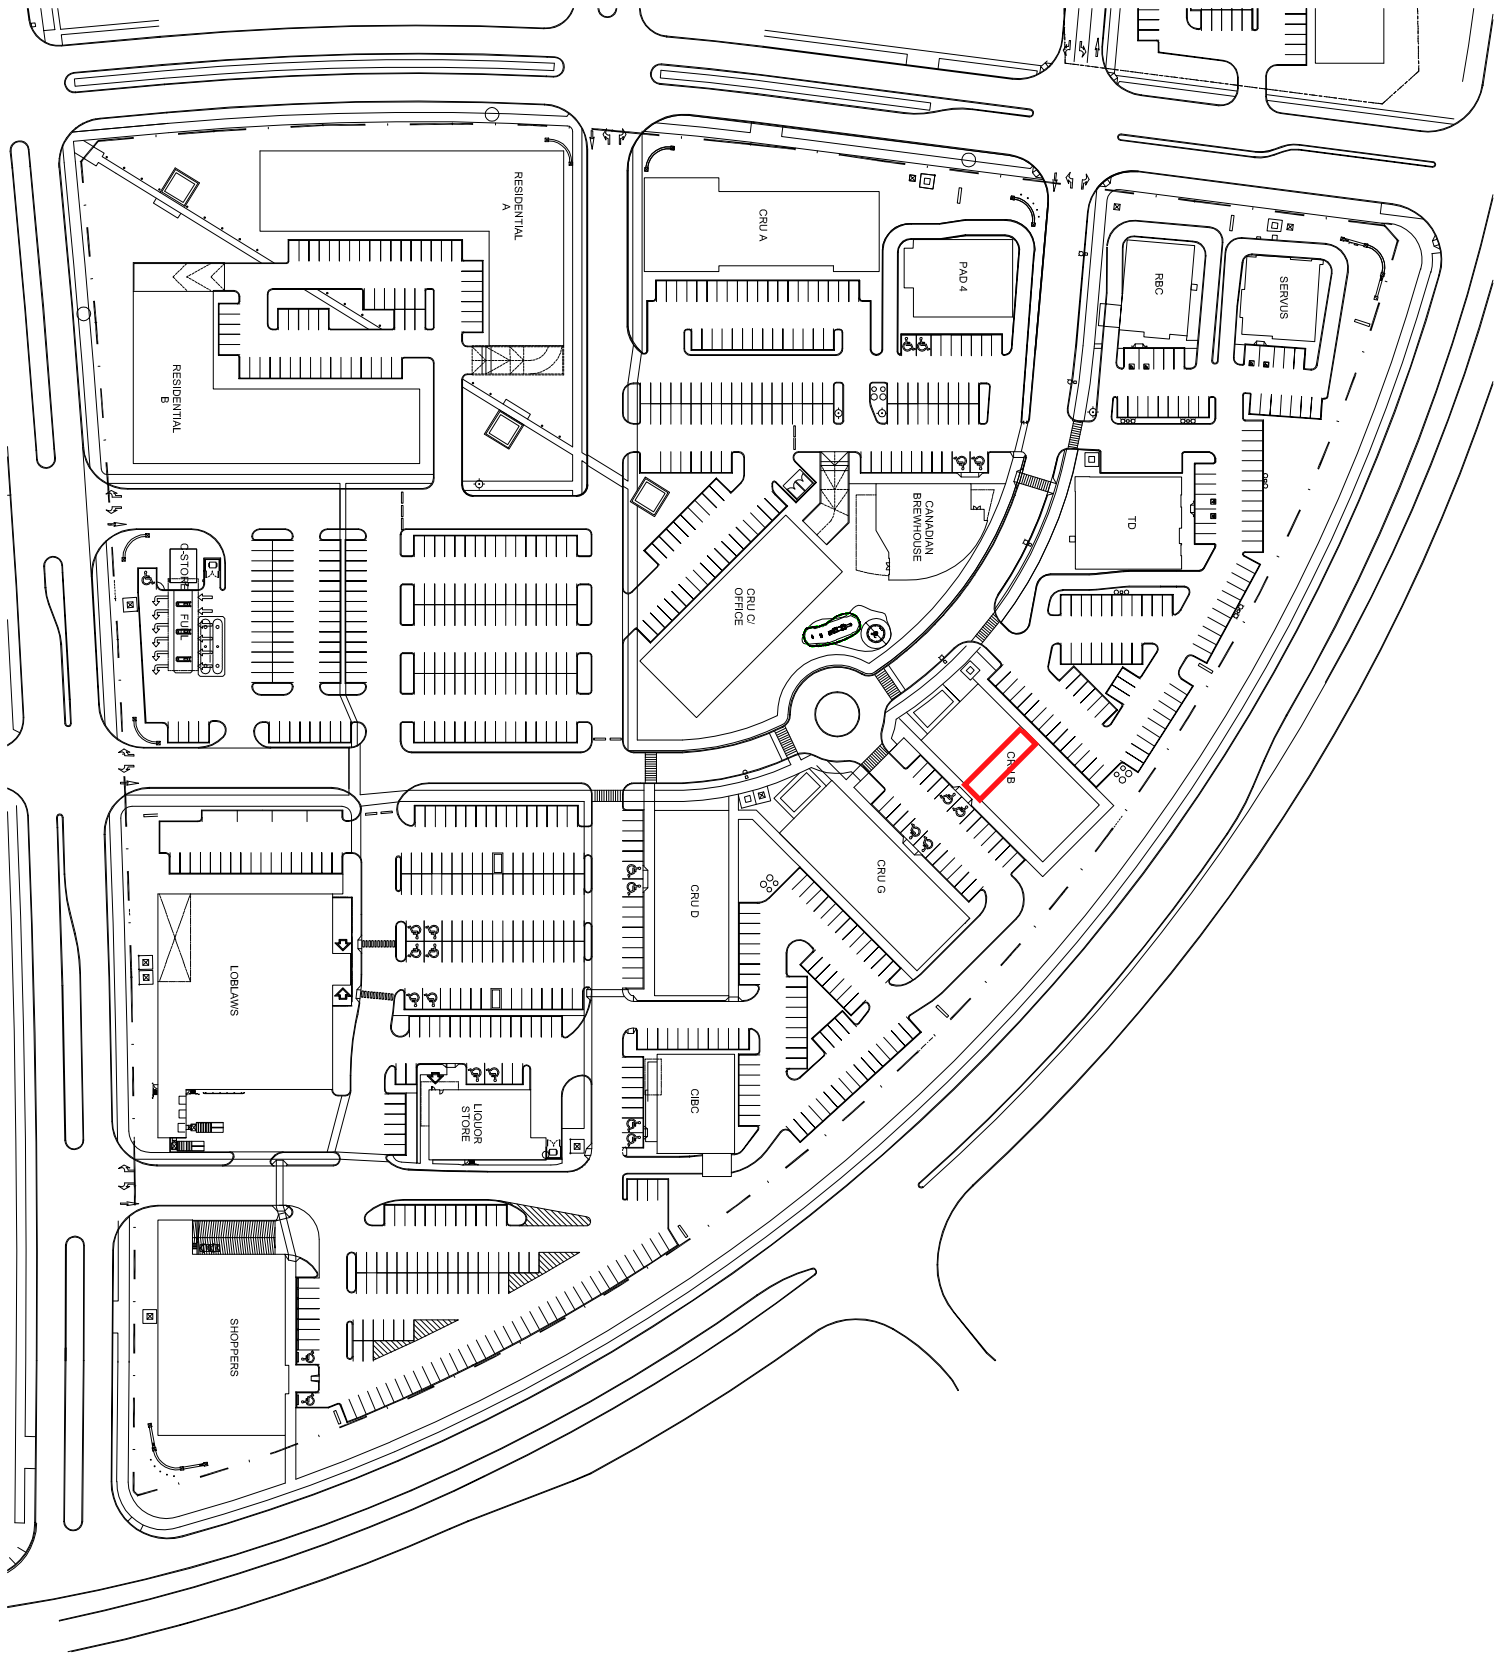 RESIDENTIAL
A
CRU A
PAD 4
RBC
SERVUS
RESIDENTIAL
B
CANADIAN
BREWHOUSE
TD
C-STORE
FUEL
CRU C/
OFFICE
CRU B
CRU G
CRU D
LOBLAWS
CIBC
LIQUOR
STORE
SHOPPERS